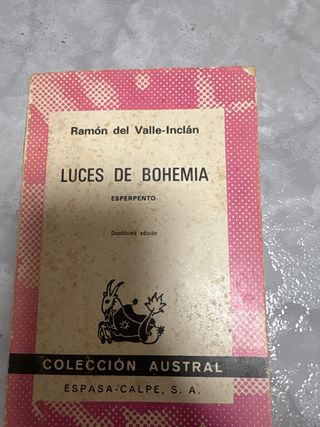 Ramón del Valle-Inclán
LUCES DE BOHEMIA
ESPERPENTO
Duodécima edición
COLECCIÓN AUSTRAL
ESPASA-CALPE, S. A.